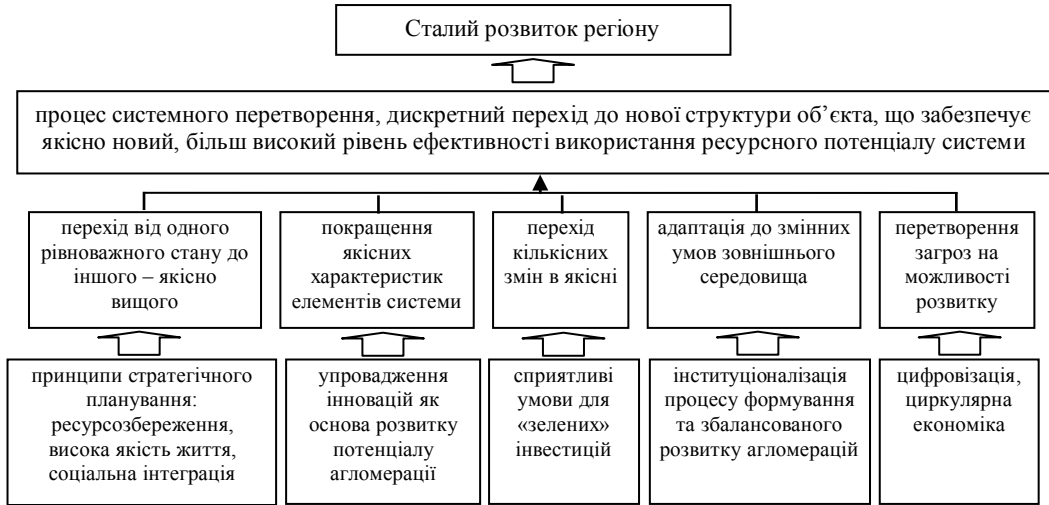 Сталий розвиток регіону
процес системного перетворення, дискретний перехід до нової структури об’єкта, що забезпечує
якісно новий, більш високий рівень ефективності використання ресурсного потенціалу системи
перехід від одного
рівноважного стану до
іншого – якісно
вищого
покращення
якісних
характеристик
елементів системи
перехід
кількісних
змін в якісні
адаптація до змінних
умов зовнішнього
середовища
перетворення
загроз на
можливості
розвитку
принципи стратегічного
планування:
ресурсозбереження,
висока якість життя,
соціальна інтеграція
упровадження
інновацій як
основа розвитку
потенціалу
агломерації
сприятливі
умови для
«зелених»
інвестицій
інституціоналізація
процесу формування
та збалансованого
розвитку агломерацій
цифровізація,
циркулярна
економіка